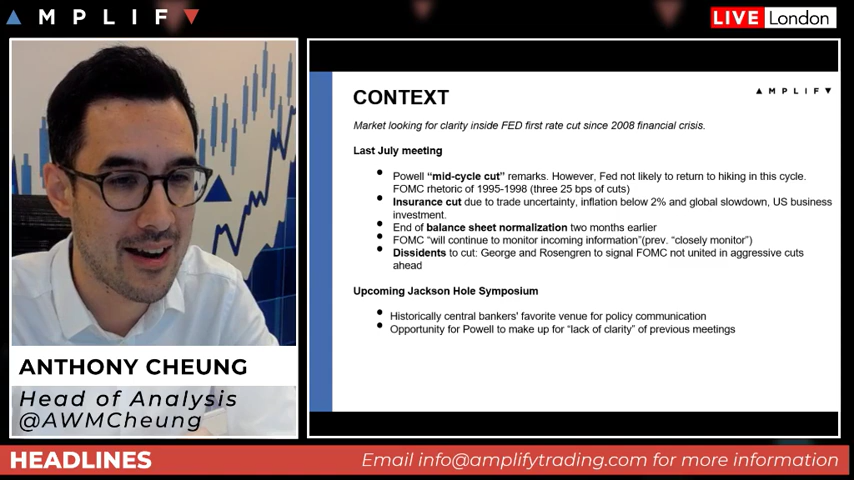 AMPLIFY
LIVE London
CONTEXT
AMPLIFY
Market looking for clarity inside FED first rate cut since 2008 financial crisis.
Last July meeting
Powell “mid-cycle cut” remarks. However, Fed not likely to return to hiking in this cycle.
FOMC rhetoric of 1995-1998 (three 25 bps of cuts)
Insurance cut due to trade uncertainty, inflation below 2% and global slowdown, US business
investment.
End of balance sheet normalization two months earlier
FOMC “will continue to monitor incoming information”(prev. “closely monitor”)
Dissidents to cut: George and Rosengren to signal FOMC not united in aggressive cuts
ahead
Upcoming Jackson Hole Symposium
Historically central bankers' favorite venue for policy communication
Opportunity for Powell to make up for “lack of clarity” of previous meetings
ANTHONY CHEUNG
Head of Analysis
@AWMCheung
HEADLINES
Email info@amplifytrading.com for more information